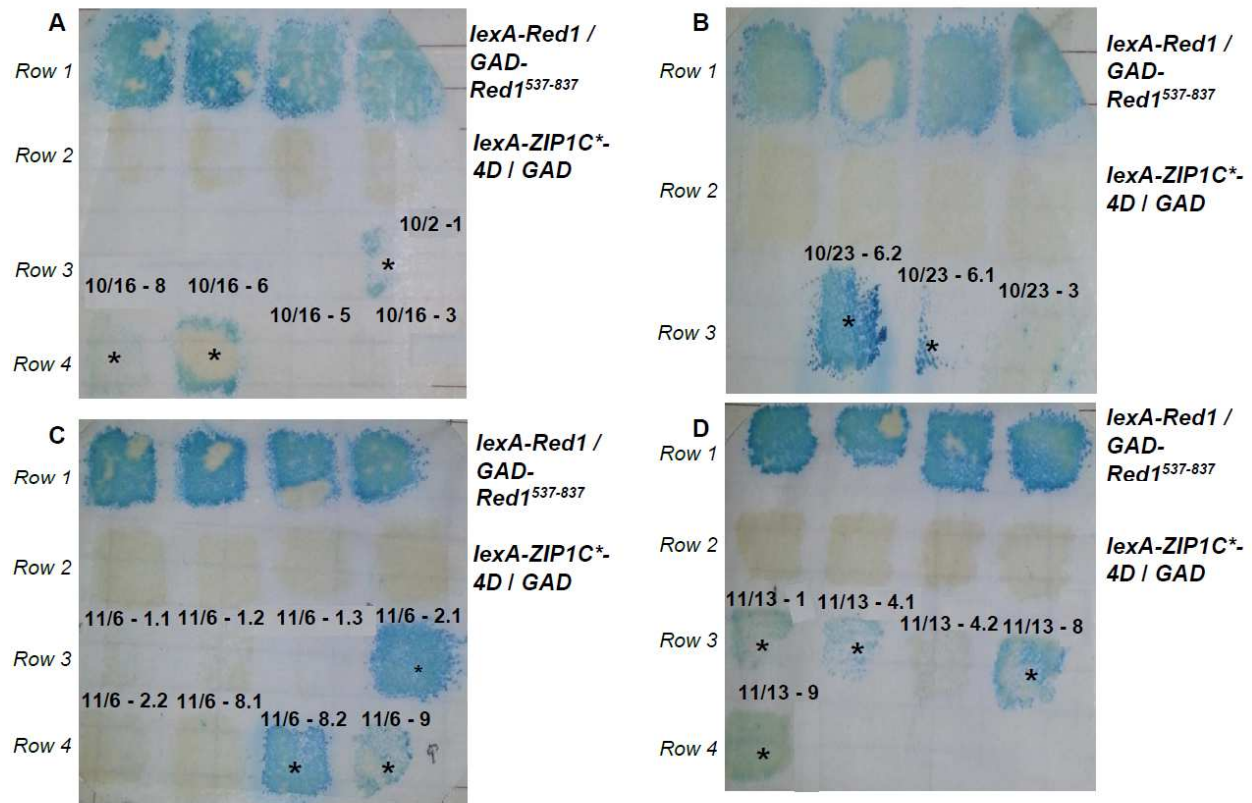 A
lexA-Red1 /
GAD-
Red1537-837
Row 1
lexA-ZIP1C*-
4D / GAD
Row 2
10/2 -1
Row 3
*
10/16 - 8 10/16 - 6
10/16 - 5 10/16 - 3
Row 4
* *
B
lexA-Red1 /
GAD-
Red1537-837
Row 1
lexA-ZIP1C*-
4D / GAD
Row 2
10/23 - 6.2
10/23 - 6.1
10/23 - 3
Row 3
* *
C
lexA-Red1 /
GAD-
Red1537-837
Row 1
lexA-ZIP1C*-
4D / GAD
Row 2
11/6 - 1.1 11/6 - 1.2 11/6 - 1.3 11/6 - 2.1
Row 3
*
11/6 - 2.2 11/6 - 8.1 11/6 - 8.2 11/6 - 9
Row 4
* *
D
lexA-Red1 /
GAD-
Red1537-837
Row 1
lexA-ZIP1C*-
4D / GAD
Row 2
11/13 - 1 11/13 - 4.1 11/13 - 4.2 11/13 - 8
Row 3
* * *
11/13 - 9
Row 4
*